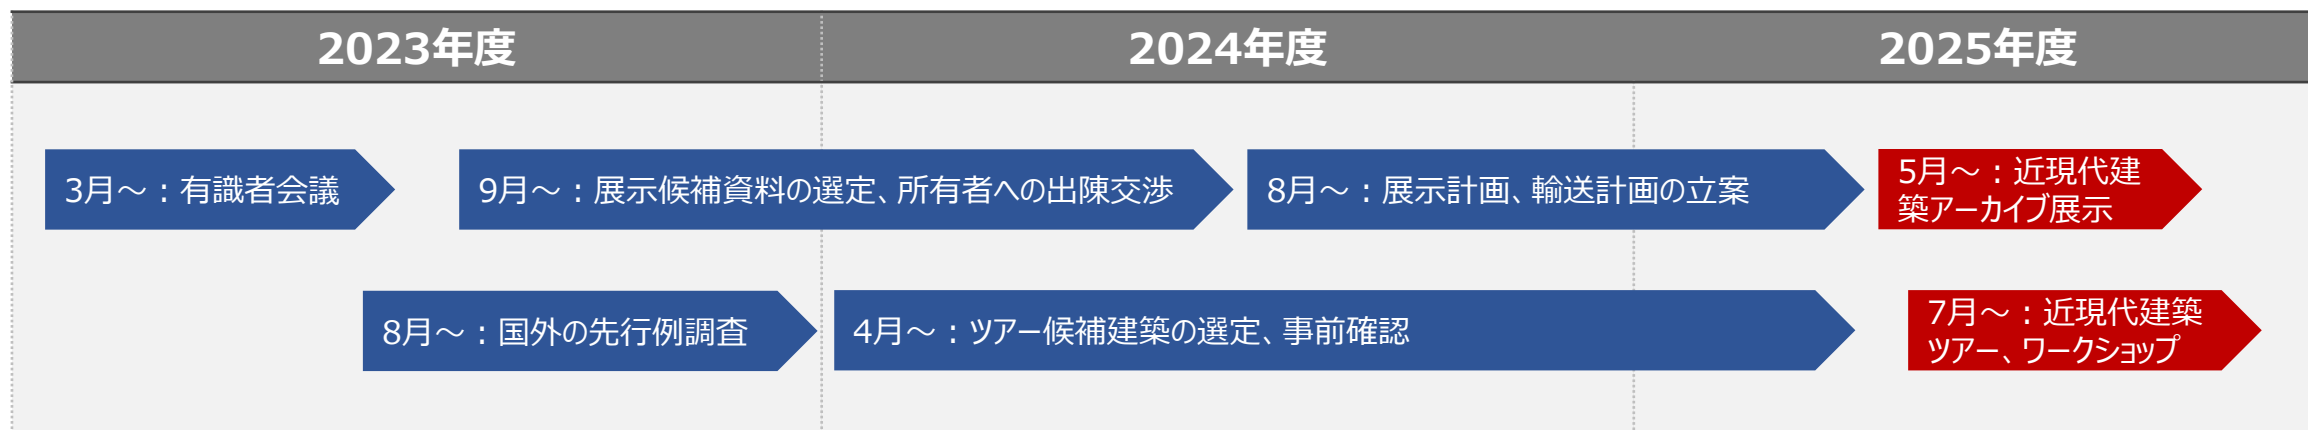 2023年度
2024年度
2025年度
3月～：有識者会議
9月～：展示候補資料の選定、所有者への出陳交渉
8月～：展示計画、輸送計画の立案
5月～：近現代建
築アーカイブ展示
8月～：国外の先行例調査
4月～：ツアー候補建築の選定、事前確認
7月～：近現代建築
ツアー、ワークショップ